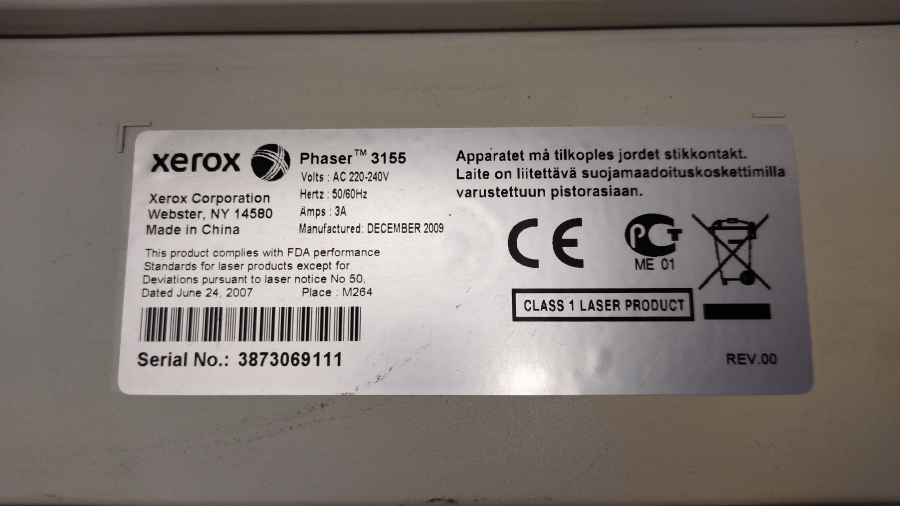 xerox
Phaser™ 3155
Volts : AC 220-240V
Hertz : 50/60Hz
Amps : 3A
Manufactured: DECEMBER 2009
Xerox Corporation
Webster, NY 14580
Made in China
This product complies with FDA performance
Standards for laser products except for
Deviations pursuant to laser notice No 50,
Dated June 24, 2007 Place : M264
Serial No.: 3873069111
Apparatet må tilkoples jordet stikkontakt.
Laite on liitettävä suojamaadoituskoskettimilla
varustettuun pistorasiaan.
CE
РСТ
ME 01
CLASS 1 LASER PRODUCT
REV.00